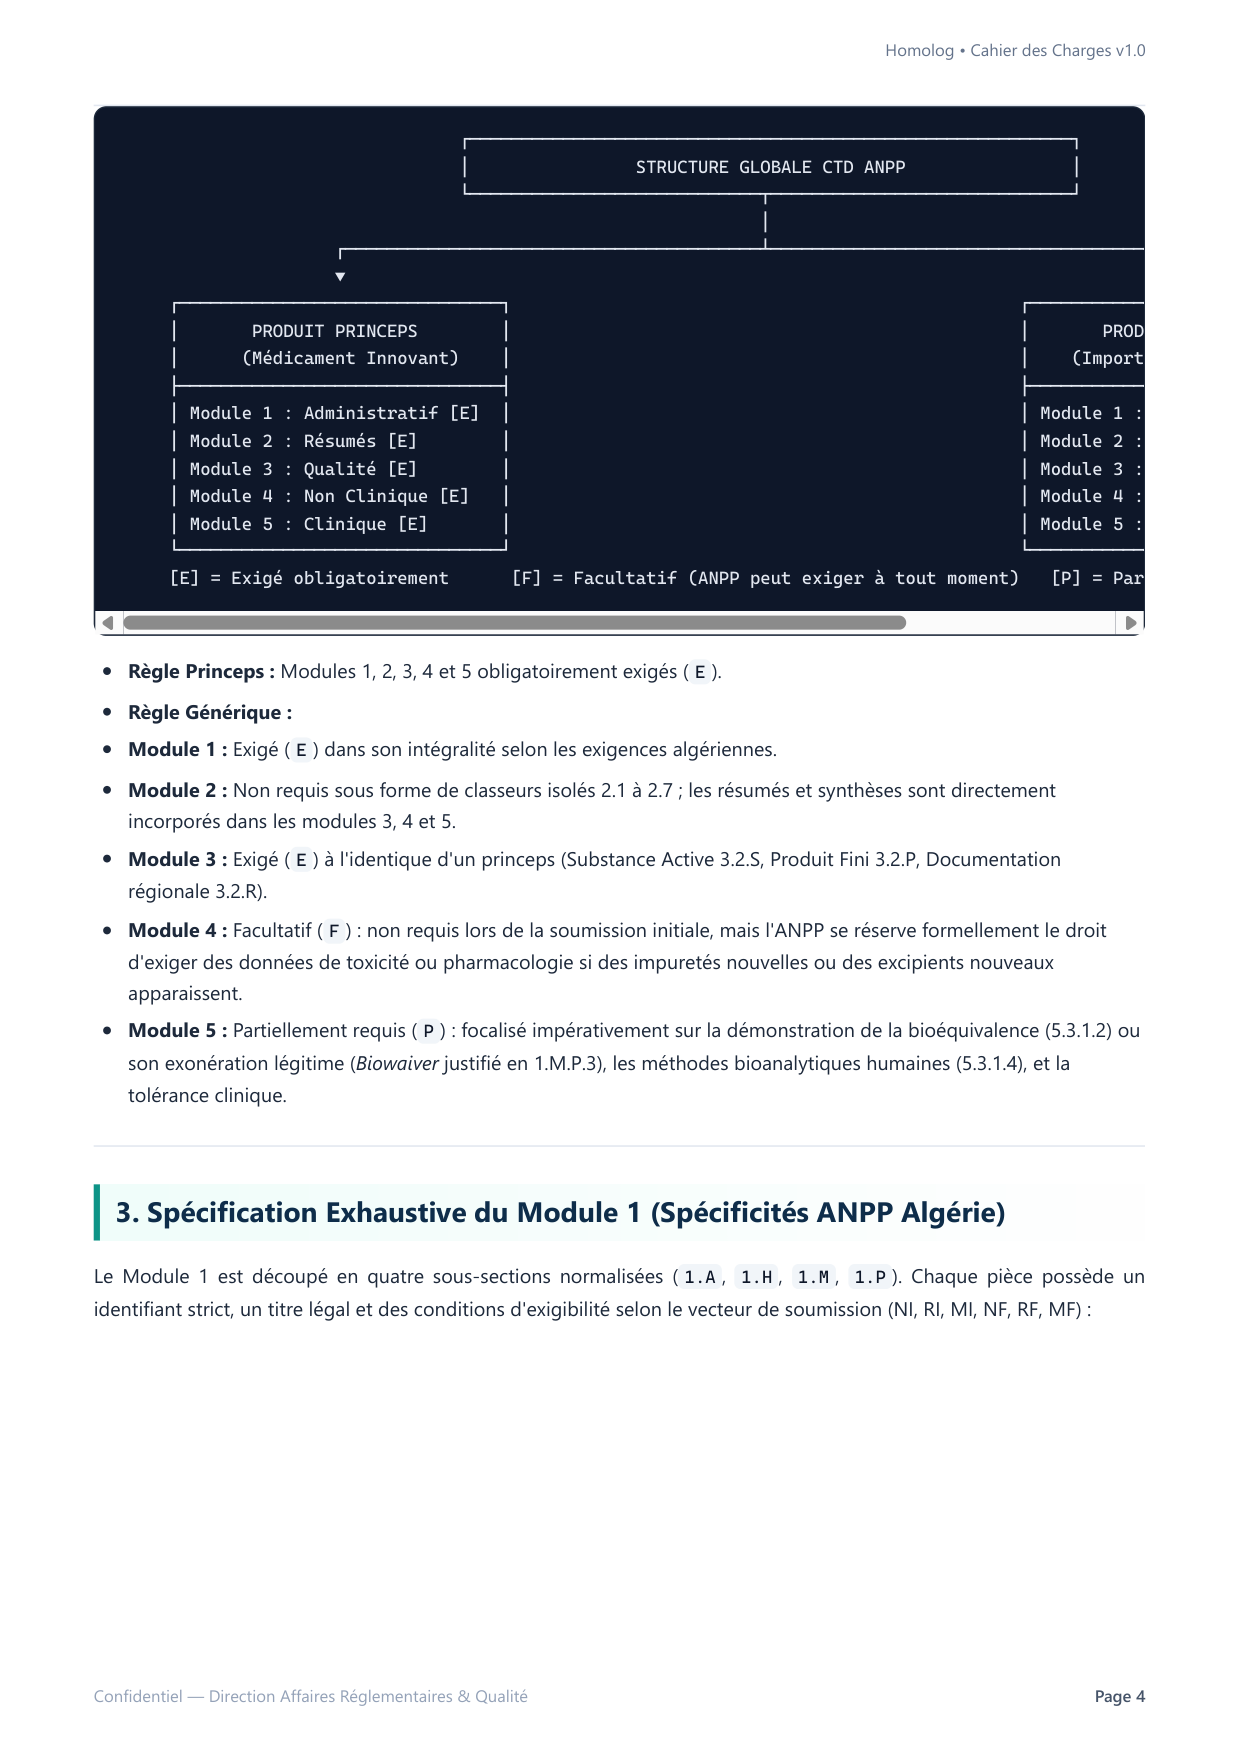 Homolog • Cahier des Charges v1.0
STRUCTURE GLOBALE CTD ANPP
PRODUIT PRINCEPS PROD
(Médicament Innovant) (Import
Module 1 : Administratif [E] Module 1 :
Module 2 : Résumés [E] Module 2 :
Module 3 : Qualité [E] Module 3 :
Module 4 : Non Clinique [E] Module 4 :
Module 5 : Clinique [E] Module 5 :
[E] = Exigé obligatoirement [F] = Facultatif (ANPP peut exiger à tout moment) [P] = Par
• Règle Princeps : Modules 1, 2, 3, 4 et 5 obligatoirement exigés ( E ).
• Règle Générique :
• Module 1 : Exigé ( E ) dans son intégralité selon les exigences algériennes.
• Module 2 : Non requis sous forme de classeurs isolés 2.1 à 2.7 ; les résumés et synthèses sont directement
incorporés dans les modules 3, 4 et 5.
• Module 3 : Exigé ( E ) à l'identique d'un princeps (Substance Active 3.2.S, Produit Fini 3.2.P, Documentation
régionale 3.2.R).
• Module 4 : Facultatif ( F ) : non requis lors de la soumission initiale, mais l'ANPP se réserve formellement le droit
d'exiger des données de toxicité ou pharmacologie si des impuretés nouvelles ou des excipients nouveaux
apparaissent.
• Module 5 : Partiellement requis ( P ) : focalisé impérativement sur la démonstration de la bioéquivalence (5.3.1.2) ou
son exonération légitime (Biowaiver justifié en 1.M.P.3), les méthodes bioanalytiques humaines (5.3.1.4), et la
tolérance clinique.
3. Spécification Exhaustive du Module 1 (Spécificités ANPP Algérie)
Le Module 1 est découpé en quatre sous-sections normalisées ( 1.A , 1.H , 1.M , 1.P ). Chaque pièce possède un
identifiant strict, un titre légal et des conditions d'exigibilité selon le vecteur de soumission (NI, RI, MI, NF, RF, MF) :
Confidentiel — Direction Affaires Réglementaires & Qualité
Page 4